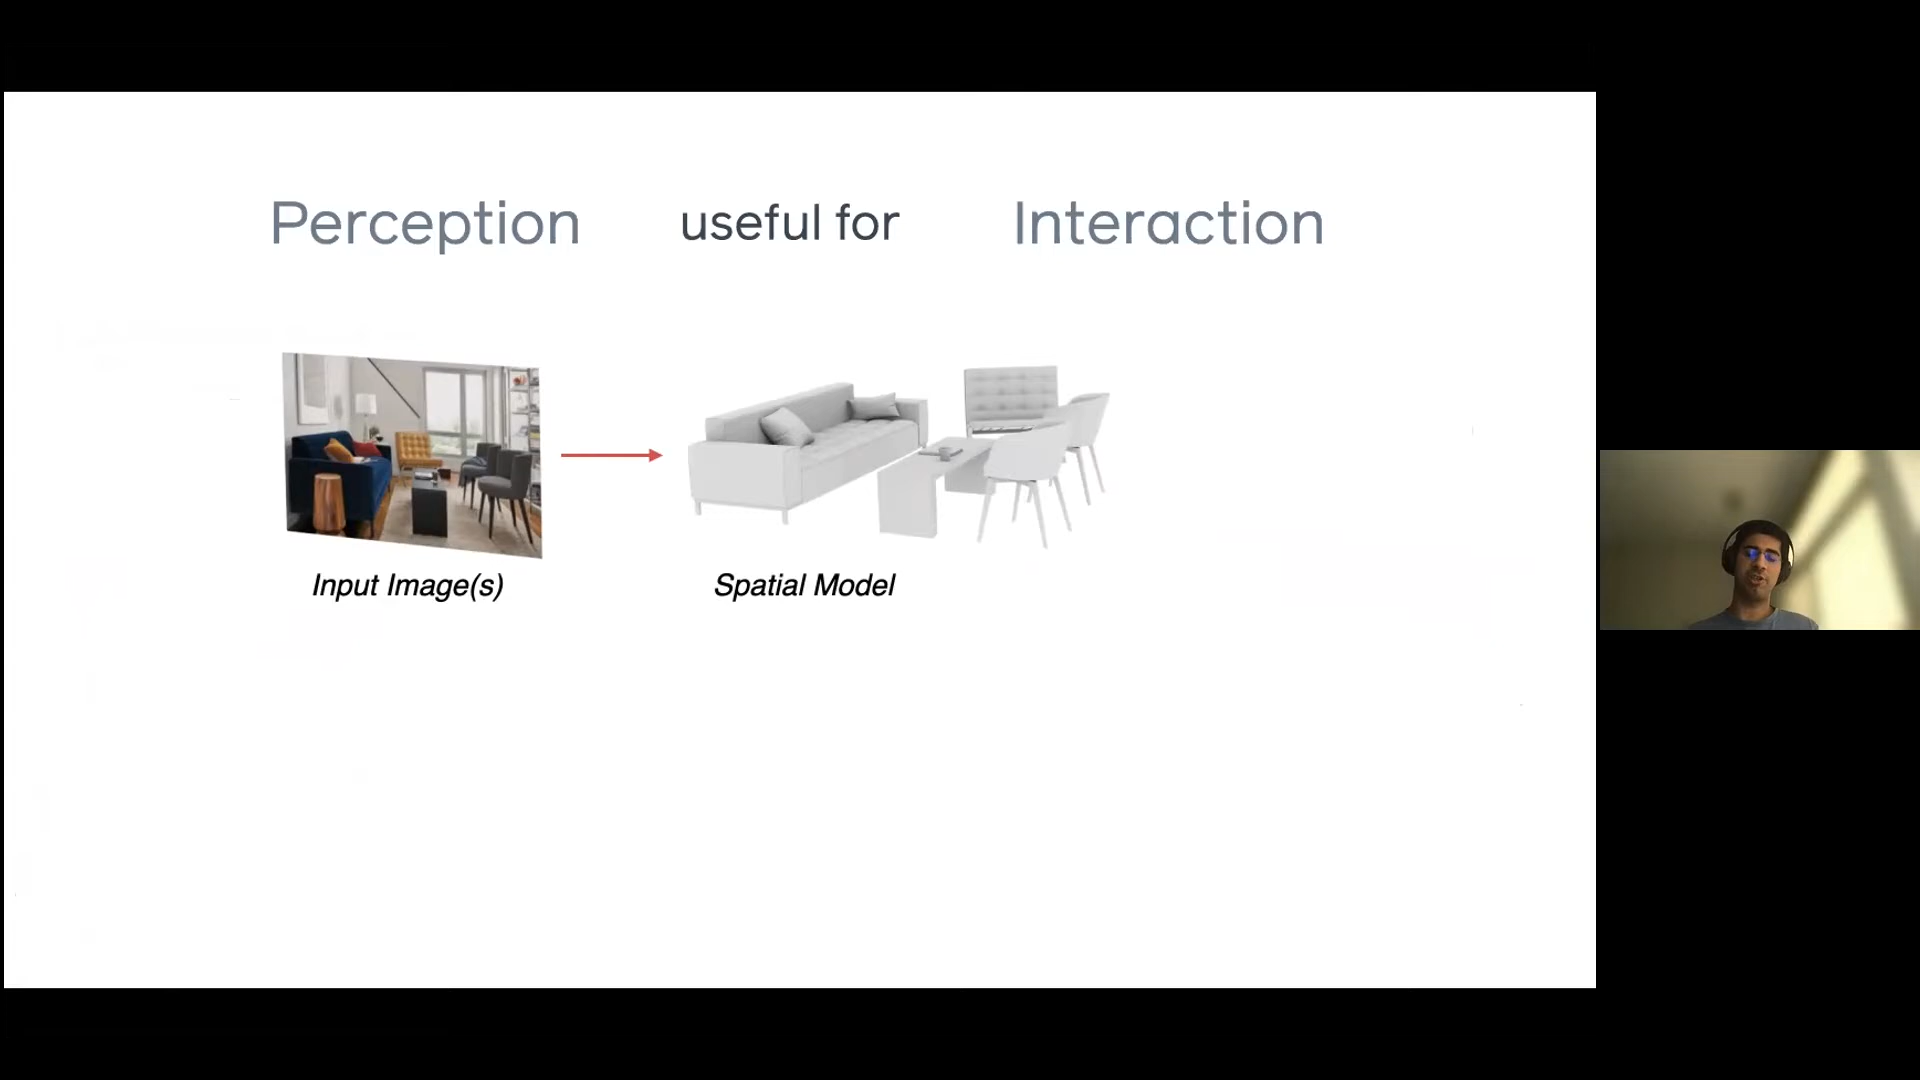 Perception useful for Interaction
Input Image(s)
Spatial Model